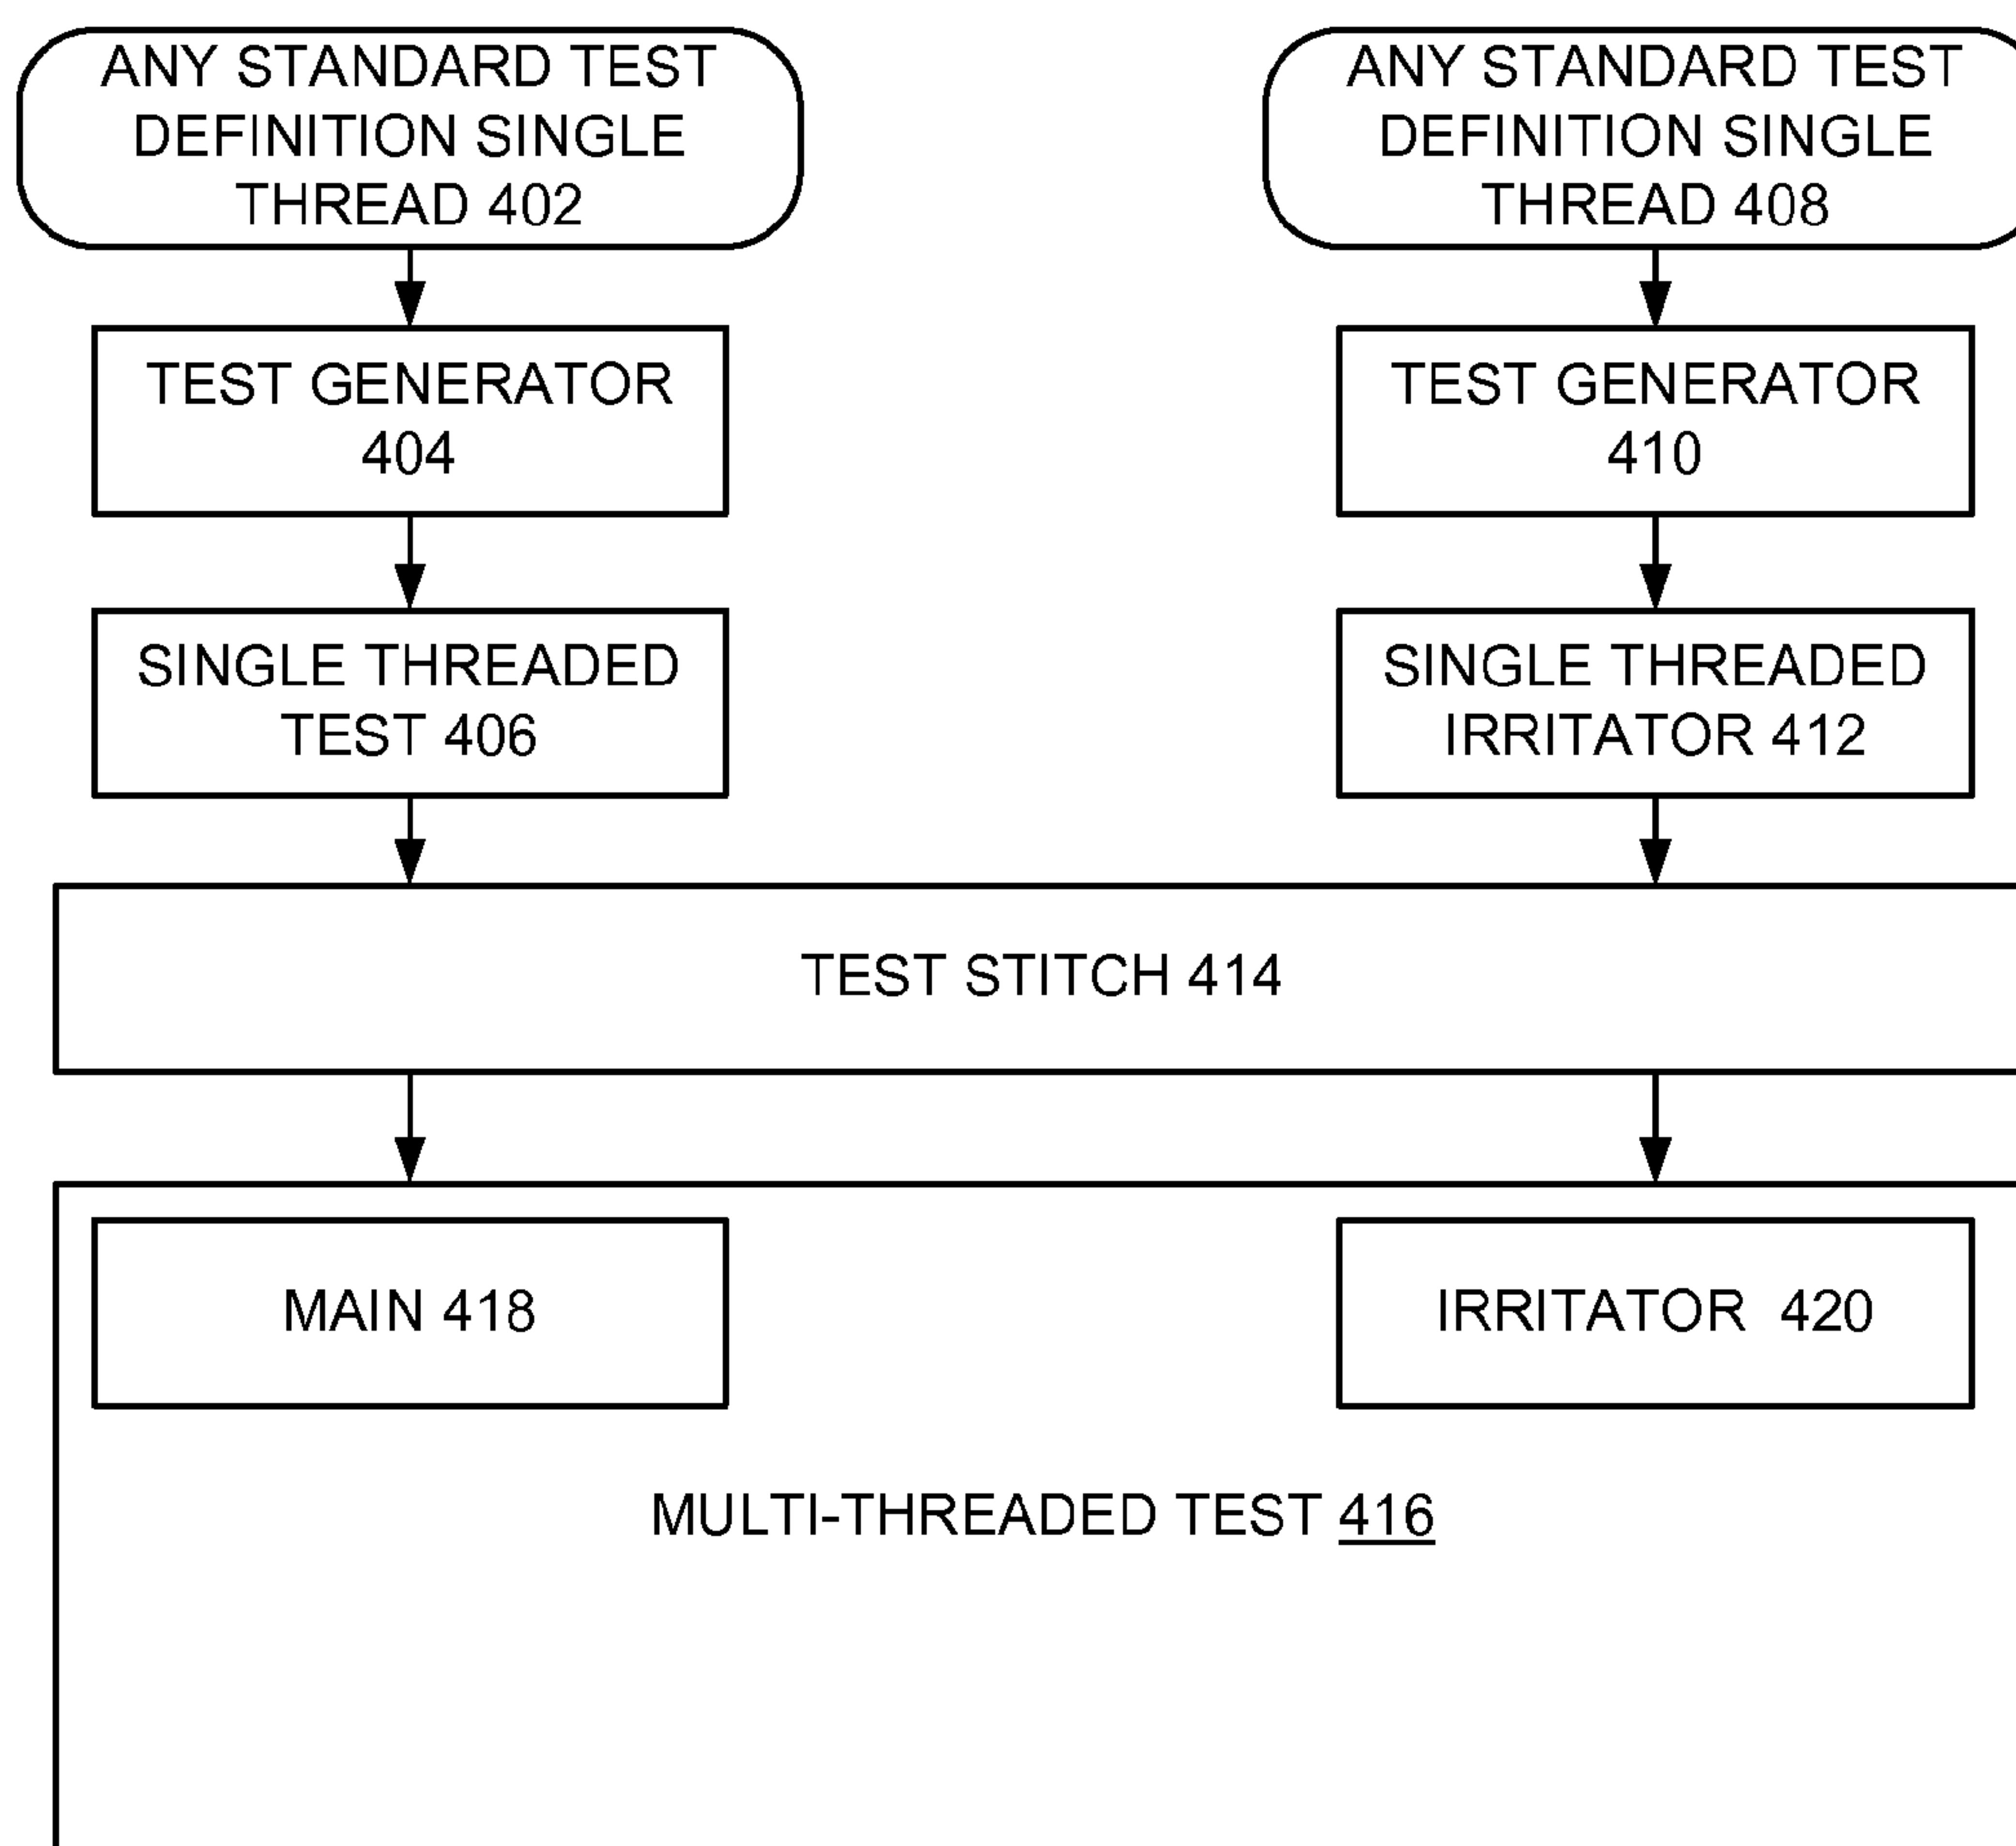 ANY STANDARD TEST
DEFINITION SINGLE
THREAD 402
ANY STANDARD TEST
DEFINITION SINGLE
THREAD 408
TEST GENERATOR
404
TEST GENERATOR
410
SINGLE THREADED
TEST 406
SINGLE THREADED
IRRITATOR 412
TEST STITCH 414
MAIN 418
IRRITATOR 420
MULTI-THREADED TEST 416